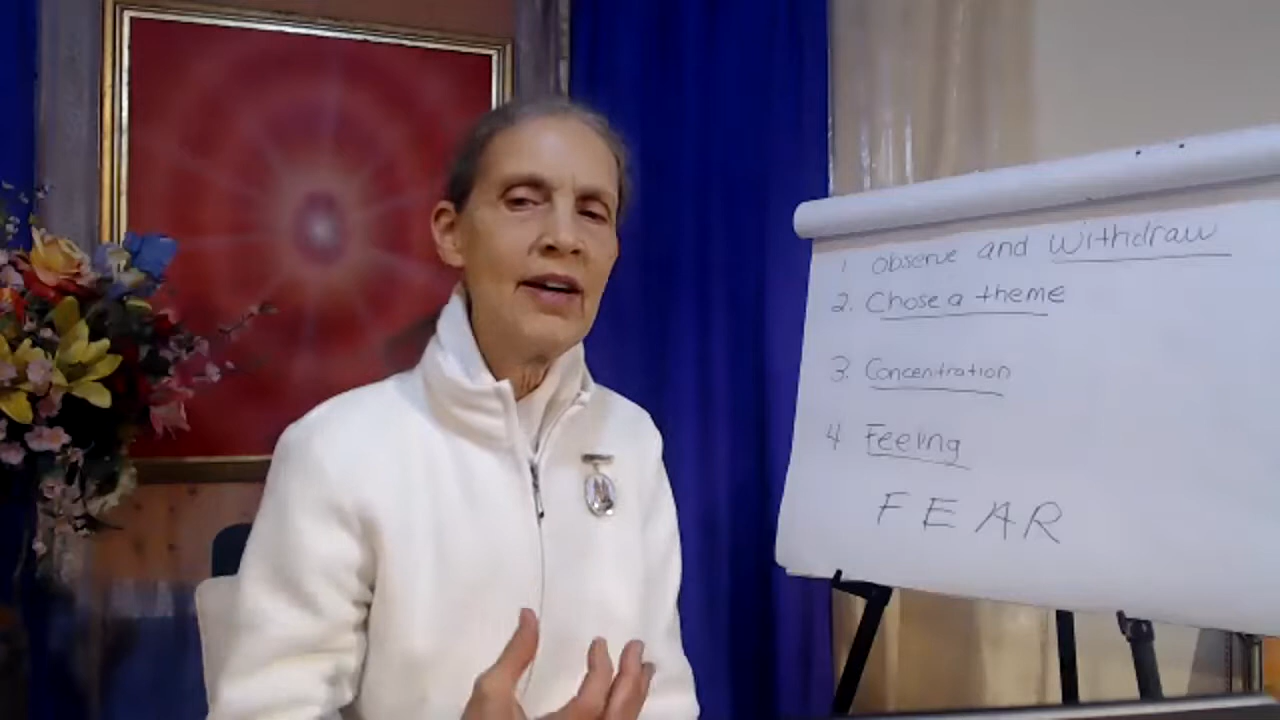 1 observe and Withdraw
2. Chose a theme
3. Concentration
4 Feeling
FEAR